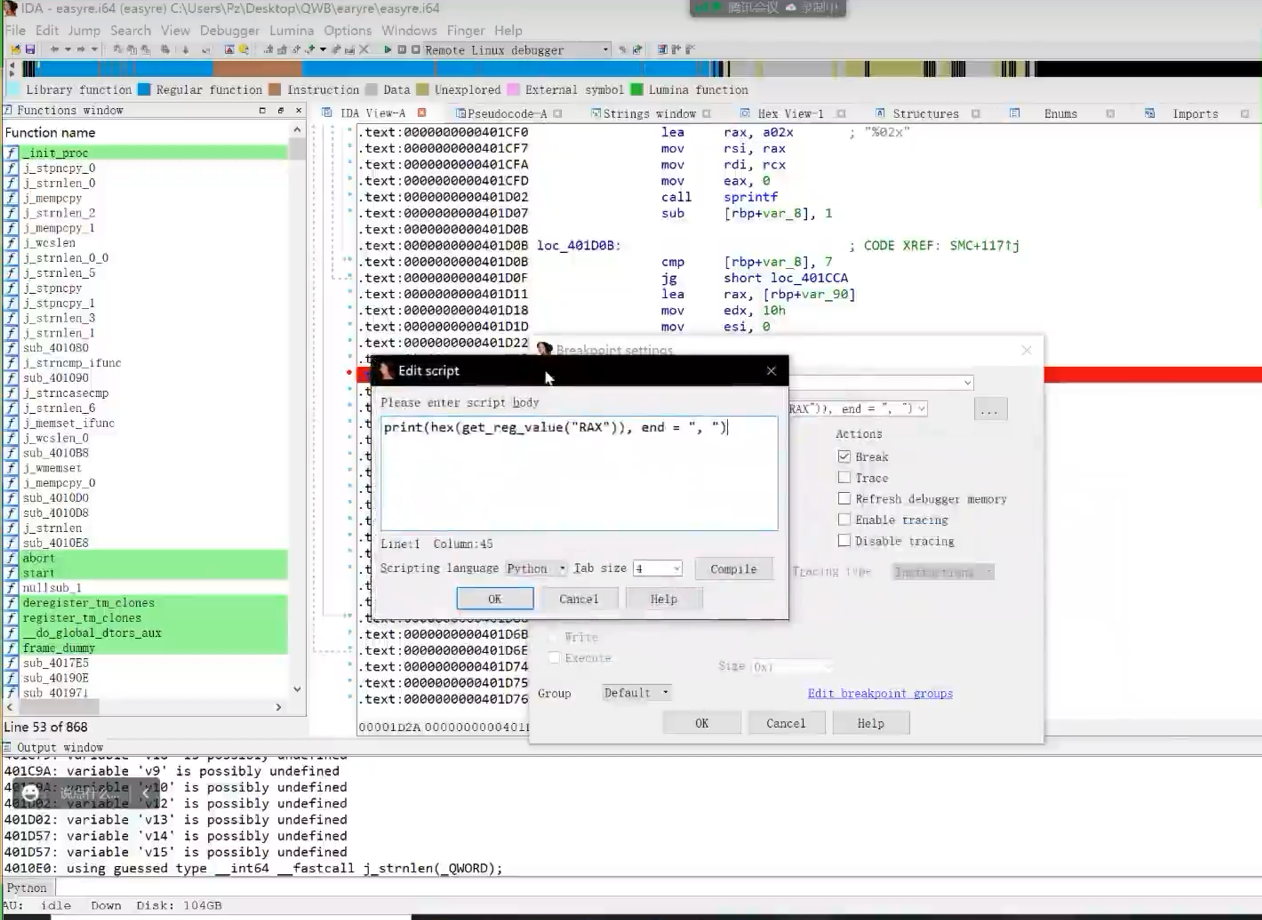 IDA - easyre.i64 (easyre) C:\Users\Pz\Desktop\QWB\earyre\easyre.i64
腾讯会议 录制中
File Edit Jump Search View Debugger Lumina Options Windows Finger Help
Remote Linux debugger
Library function Regular function Instruction Data Unexplored External symbol Lumina function
Functions window
IDA View-A Pseudocode-A Strings window Hex View-1 Structures Enums Imports
Function name
_init_proc
j_stpncpy_0
j_strnlen_0
j_mempcpy
j_strnlen_2
j_mempcpy_1
j_wcslen
j_strnlen_0_0
j_strnlen_5
j_stpncpy
j_stpncpy_1
j_strnlen_3
j_strnlen_1
sub_401080
j_strncmp_ifunc
sub_401090
j_strncasecmp
j_strnlen_6
j_memset_ifunc
j_wcslen_0
sub_4010B8
j_wmemset
j_mempcpy_0
sub_4010D0
sub_4010D8
j_strnlen
sub_4010E8
abort
start
nullsub_1
deregister_tm_clones
register_tm_clones
__do_global_dtors_aux
frame_dummy
sub_4017E5
sub_40190E
sub_401971
Line 53 of 868
.text:0000000000401CF0 lea rax, a02x ; "%02x"
.text:0000000000401CF7 mov rsi, rax
.text:0000000000401CFA mov rdi, rcx
.text:0000000000401CFD mov eax, 0
.text:0000000000401D02 call sprintf
.text:0000000000401D07 sub [rbp+var_8], 1
.text:0000000000401D0B
.text:0000000000401D0B loc_401D0B: ; CODE XREF: SMC+117↑j
.text:0000000000401D0B cmp [rbp+var_8], 7
.text:0000000000401D0F jg short loc_401CCA
.text:0000000000401D11 lea rax, [rbp+var_90]
.text:0000000000401D18 mov edx, 10h
.text:0000000000401D1D mov esi, 0
.text:0000000000401D22
.text:0000000000401D6B
.text:0000000000401D6E
.text:0000000000401D74
.text:0000000000401D75
.text:0000000000401D76
00001D2A
Breakpoint settings
RAX")), end = ", ")
...
Actions
Break
Trace
Refresh debugger memory
Enable tracing
Disable tracing
Tracing type Instructions
Write
Execute
Size 0x1
Group Default Edit breakpoint groups
OK Cancel Help
Edit script
Please enter script body
print(hex(get_reg_value("RAX")), end = ", ")
Line:1 Column:45
Scripting language Python Tab size 4 Compile
OK Cancel Help
Output window
401C9A: variable 'v9' is possibly undefined
401C9A: variable 'v10' is possibly undefined
401D02: variable 'v12' is possibly undefined
401D02: variable 'v13' is possibly undefined
401D57: variable 'v14' is possibly undefined
401D57: variable 'v15' is possibly undefined
4010E0: using guessed type __int64 __fastcall j_strnlen(_QWORD);
Python
AU: idle Down Disk: 104GB